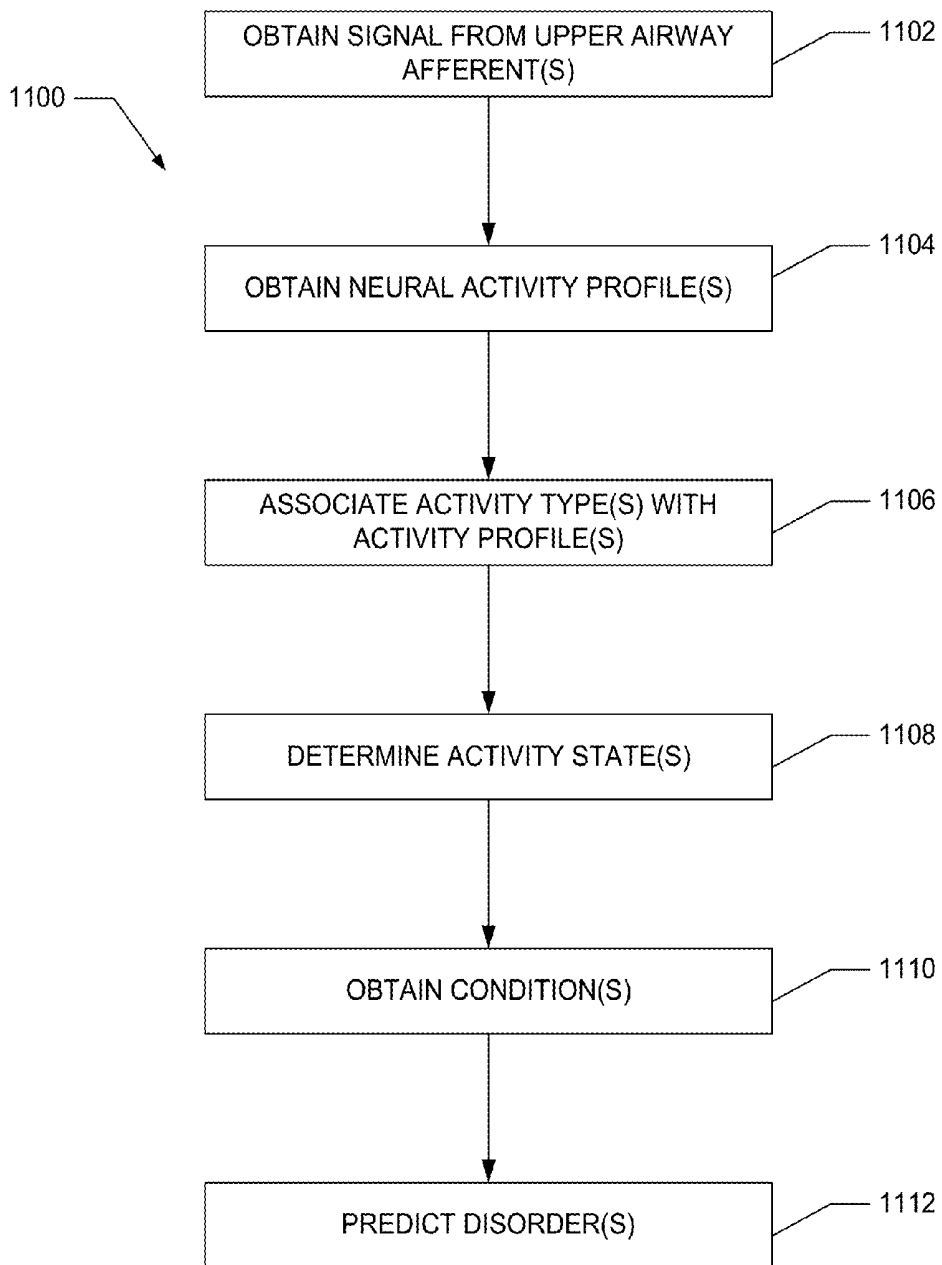 OBTAIN SIGNAL FROM UPPER AIRWAY
AFFERENT(S)
1102
1100
OBTAIN NEURAL ACTIVITY PROFILE(S)
1104
ASSOCIATE ACTIVITY TYPE(S) WITH
ACTIVITY PROFILE(S)
1106
DETERMINE ACTIVITY STATE(S)
1108
OBTAIN CONDITION(S)
1110
PREDICT DISORDER(S)
1112